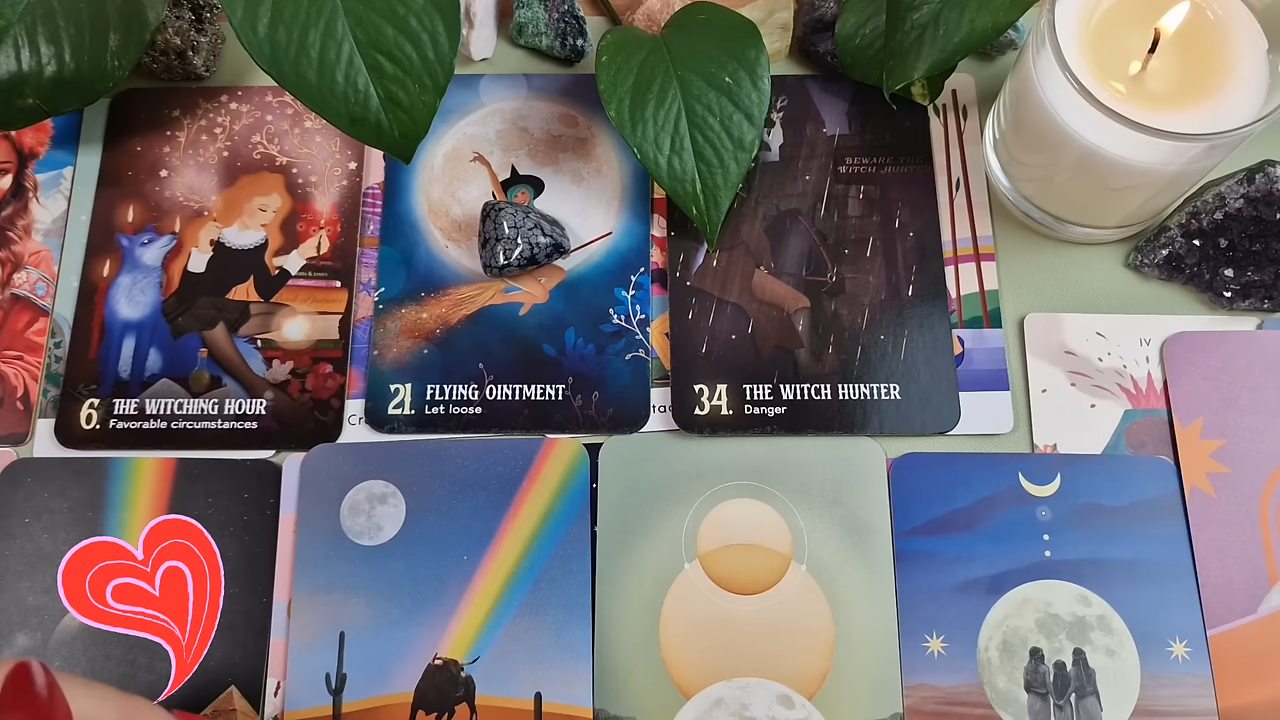 BEWARE THE
WITCH HUNTER
6. THE WITCHING HOUR
Favorable circumstances
21. FLYING OINTMENT
Let loose
34. THE WITCH HUNTER
Danger
IV